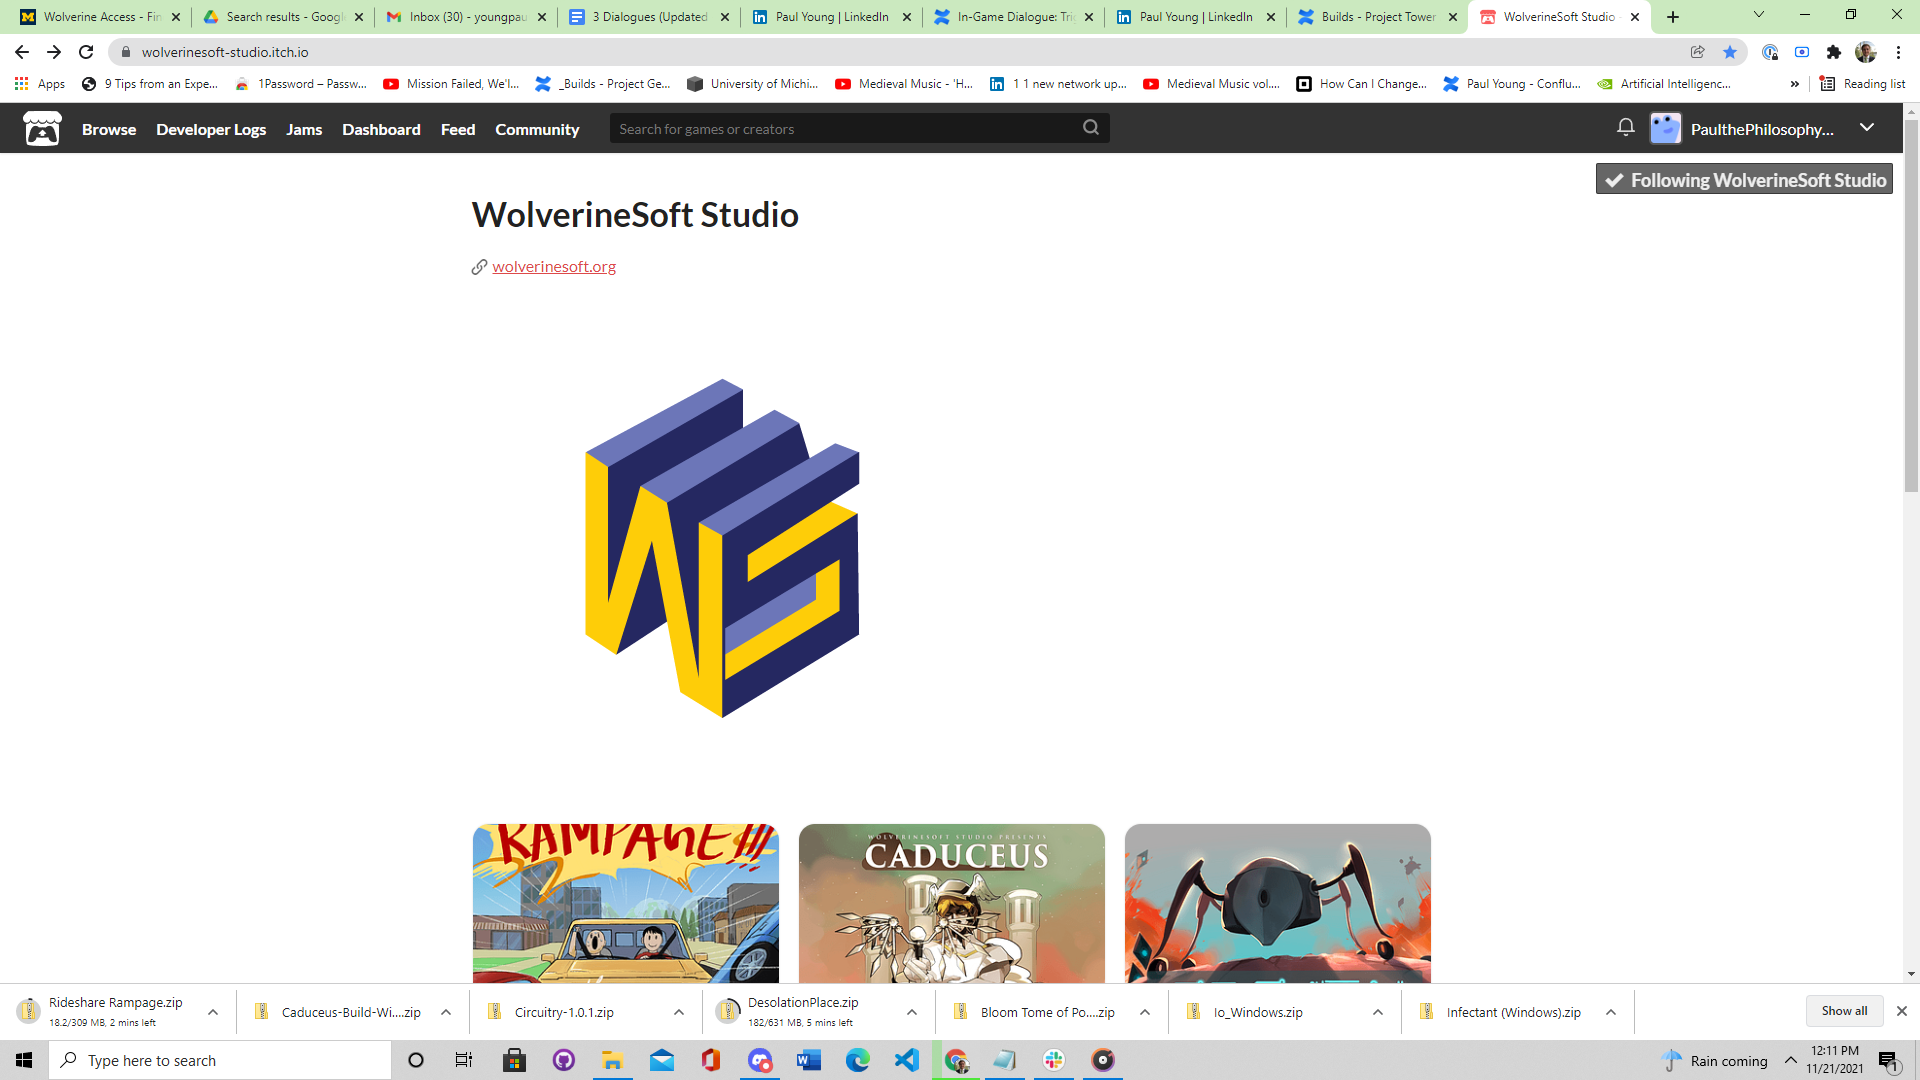 Wolverine Access - Fin
Search results - Googl
Inbox (30) - youngpau
3 Dialogues (Updated
Paul Young | LinkedIn
In-Game Dialogue: Tri
Paul Young | LinkedIn
Builds - Project Tower
WolverineSoft Studio
wolverinesoft-studio.itch.io
Apps
9 Tips from an Expe...
1Password – Passw...
Mission Failed, We'l...
_Builds - Project Ge...
University of Michi...
Medieval Music - 'H...
1 1 new network up...
Medieval Music vol....
How Can I Change...
Paul Young - Conflu...
Artificial Intelligenc...
»
Reading list
Browse
Developer Logs
Jams
Dashboard
Feed
Community
Search for games or creators
PaulthePhilosophy...
Following WolverineSoft Studio
WolverineSoft Studio
wolverinesoft.org
WS
RAMPAGE!!!
WOLVERINESOFT STUDIO PRESENTS
CADUCEUS
Rideshare Rampage.zip
18.2/309 MB, 2 mins left
Caduceus-Build-Wi....zip
Circuitry-1.0.1.zip
DesolationPlace.zip
182/631 MB, 5 mins left
Bloom Tome of Po....zip
Io_Windows.zip
Infectant (Windows).zip
Show all
Type here to search
Rain coming
12:11 PM
11/21/2021
1